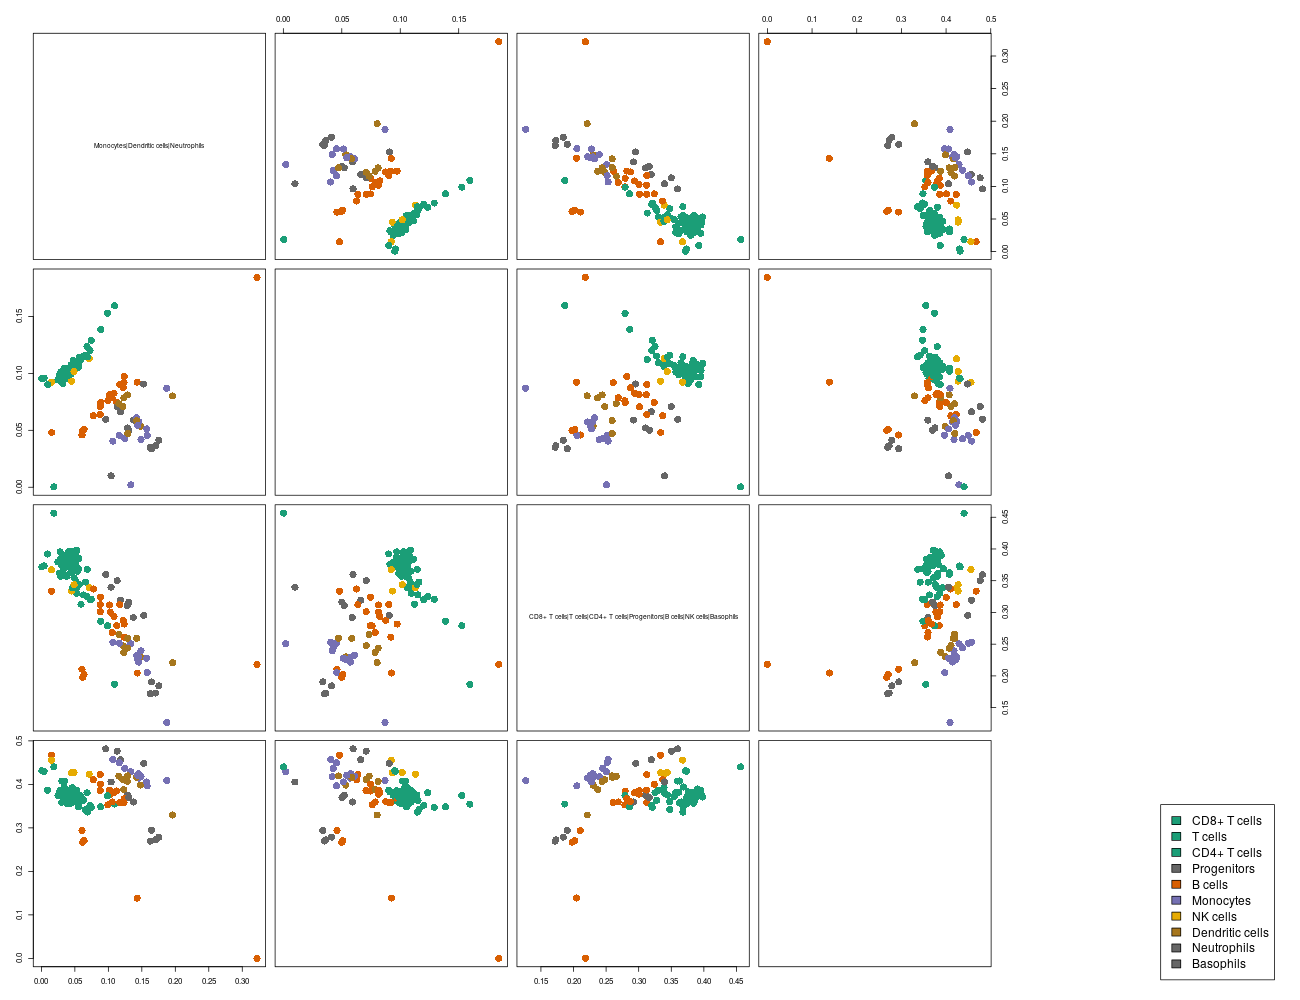 0.00 0.05 0.10 0.15
0.0 0.1 0.2 0.3 0.4 0.5
Monocytes|Dendritic cells|Neutrophils
0.00 0.05 0.10 0.15 0.20 0.25 0.30
0.00 0.05 0.10 0.15
CD8+ T cells|T cells|CD4+ T cells|Progenitors|B cells|NK cells|Basophils
0.15 0.20 0.25 0.30 0.35 0.40 0.45
0.0 0.1 0.2 0.3 0.4 0.5
0.00 0.05 0.10 0.15 0.20 0.25 0.30
0.15 0.20 0.25 0.30 0.35 0.40 0.45
CD8+ T cells
T cells
CD4+ T cells
Progenitors
B cells
Monocytes
NK cells
Dendritic cells
Neutrophils
Basophils